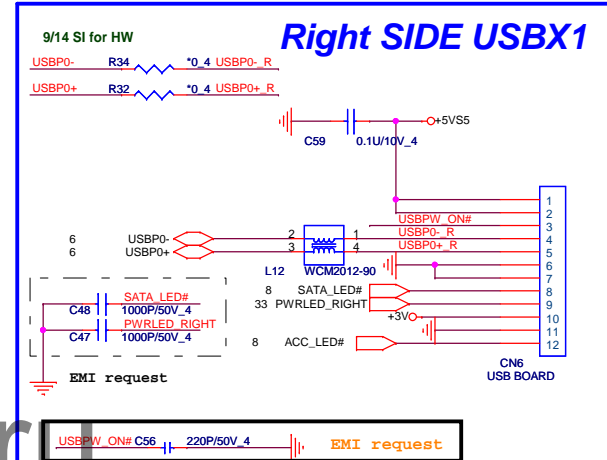 9/14 SI for HW
Right SIDE USBX1
USBP0- R34 *0_4 USBP0-_R
USBP0+ R32 *0_4 USBP0+_R
+5VS5
C59 0.1U/10V_4
1
2
USBPW_ON# 3
6 USBP0- 2 1 USBP0-_R 4
6 USBP0+ 3 4 USBP0+_R 5
6
L12 WCM2012-90 7
8 SATA_LED# 8
33 PWRLED_RIGHT 9
+3VO 10
11
8 ACC_LED# 12
CN6
USB BOARD
SATA_LED#
C48 1000P/50V_4
PWRLED_RIGHT
C47 1000P/50V_4
EMI request
USBPW_ON# C56 220P/50V_4 EMI request